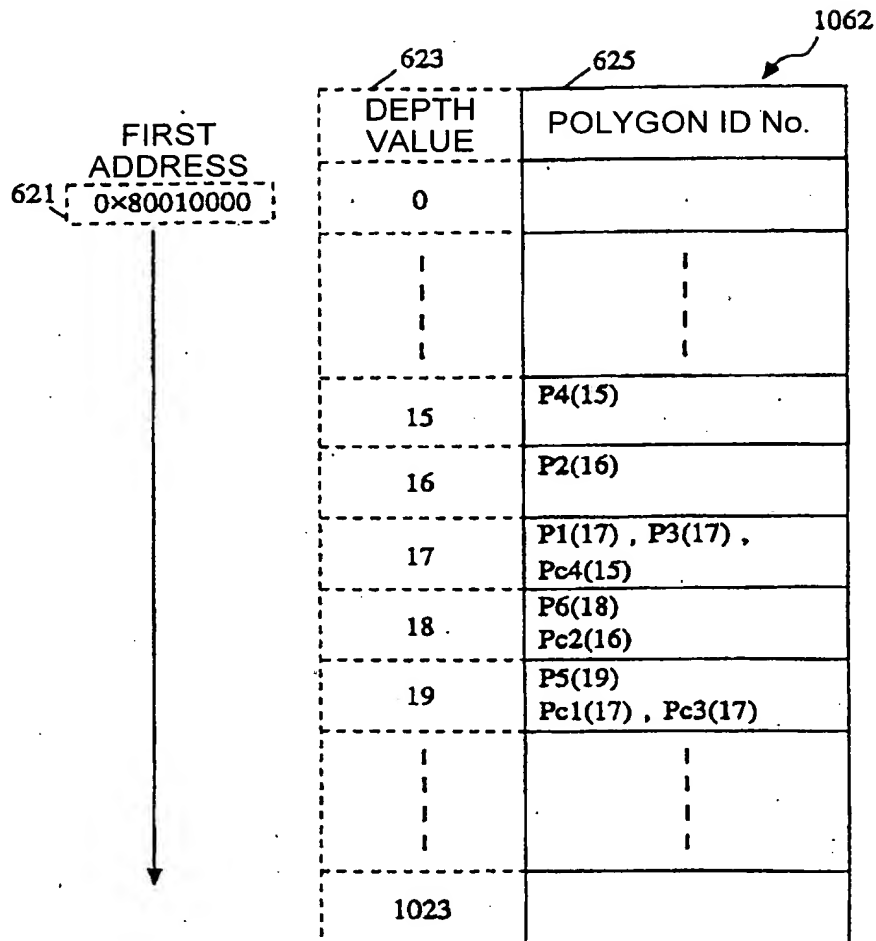 1062
623
625
DEPTH VALUE
POLYGON ID No.
FIRST ADDRESS
621
0×80010000
0
15
P4(15)
16
P2(16)
17
P1(17) , P3(17) ,
Pc4(15)
18
P6(18)
Pc2(16)
19
P5(19)
Pc1(17) , Pc3(17)
1023